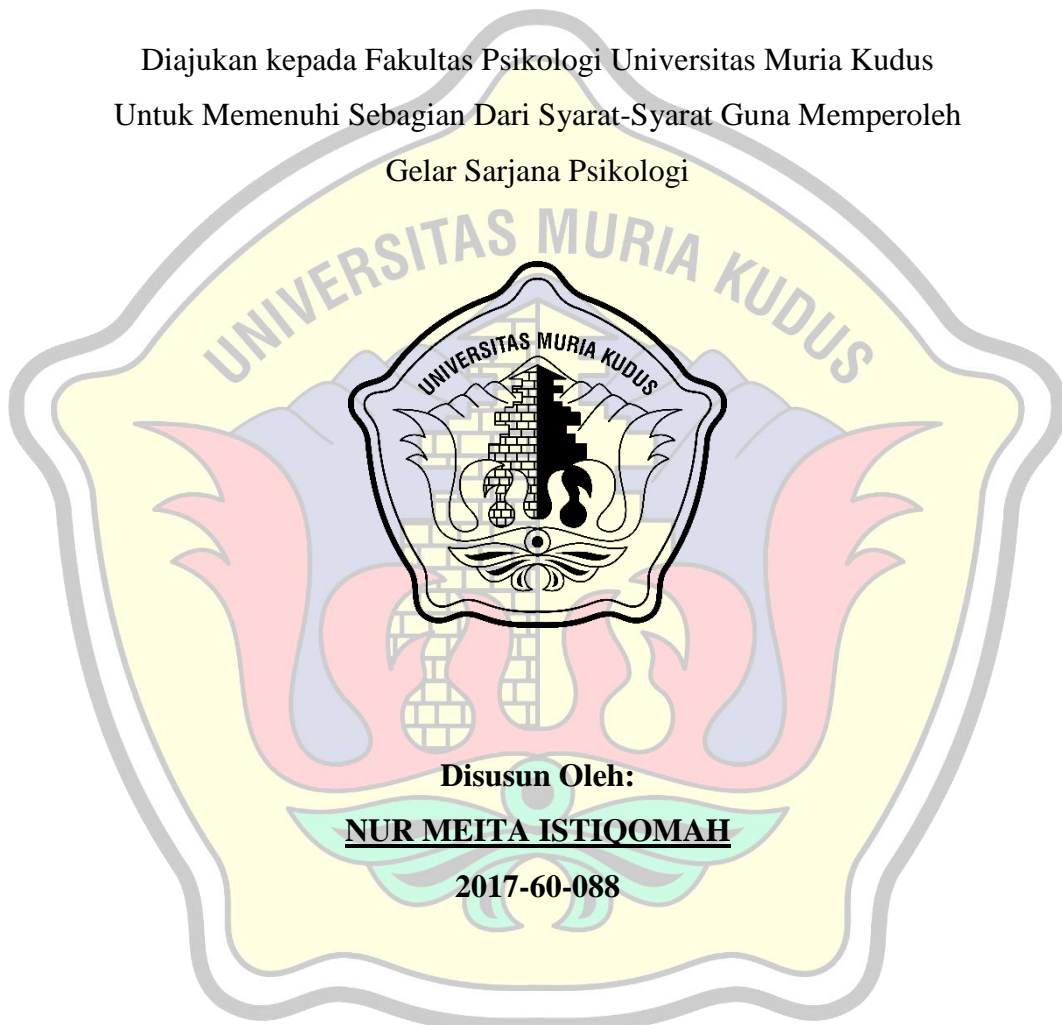 Diajukan kepada Fakultas Psikologi Universitas Muria Kudus
Untuk Memenuhi Sebagian Dari Syarat-Syarat Guna Memperoleh
Gelar Sarjana Psikologi
UNIVERSITAS MURIA KUDUS
UNIVERSITAS MURIA KUDUS
Disusun Oleh:
NUR MEITA ISTIQOMAH
2017-60-088